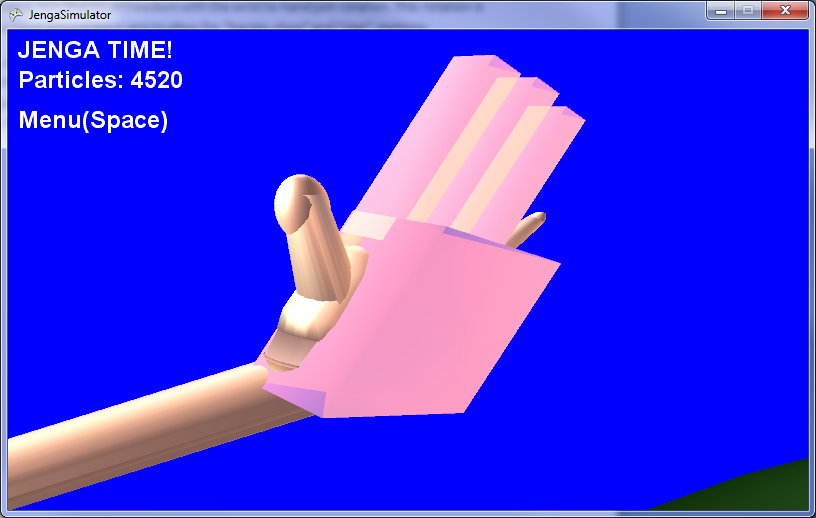 JengaSimulator
JENGA TIME!
Particles: 4520
Menu(Space)